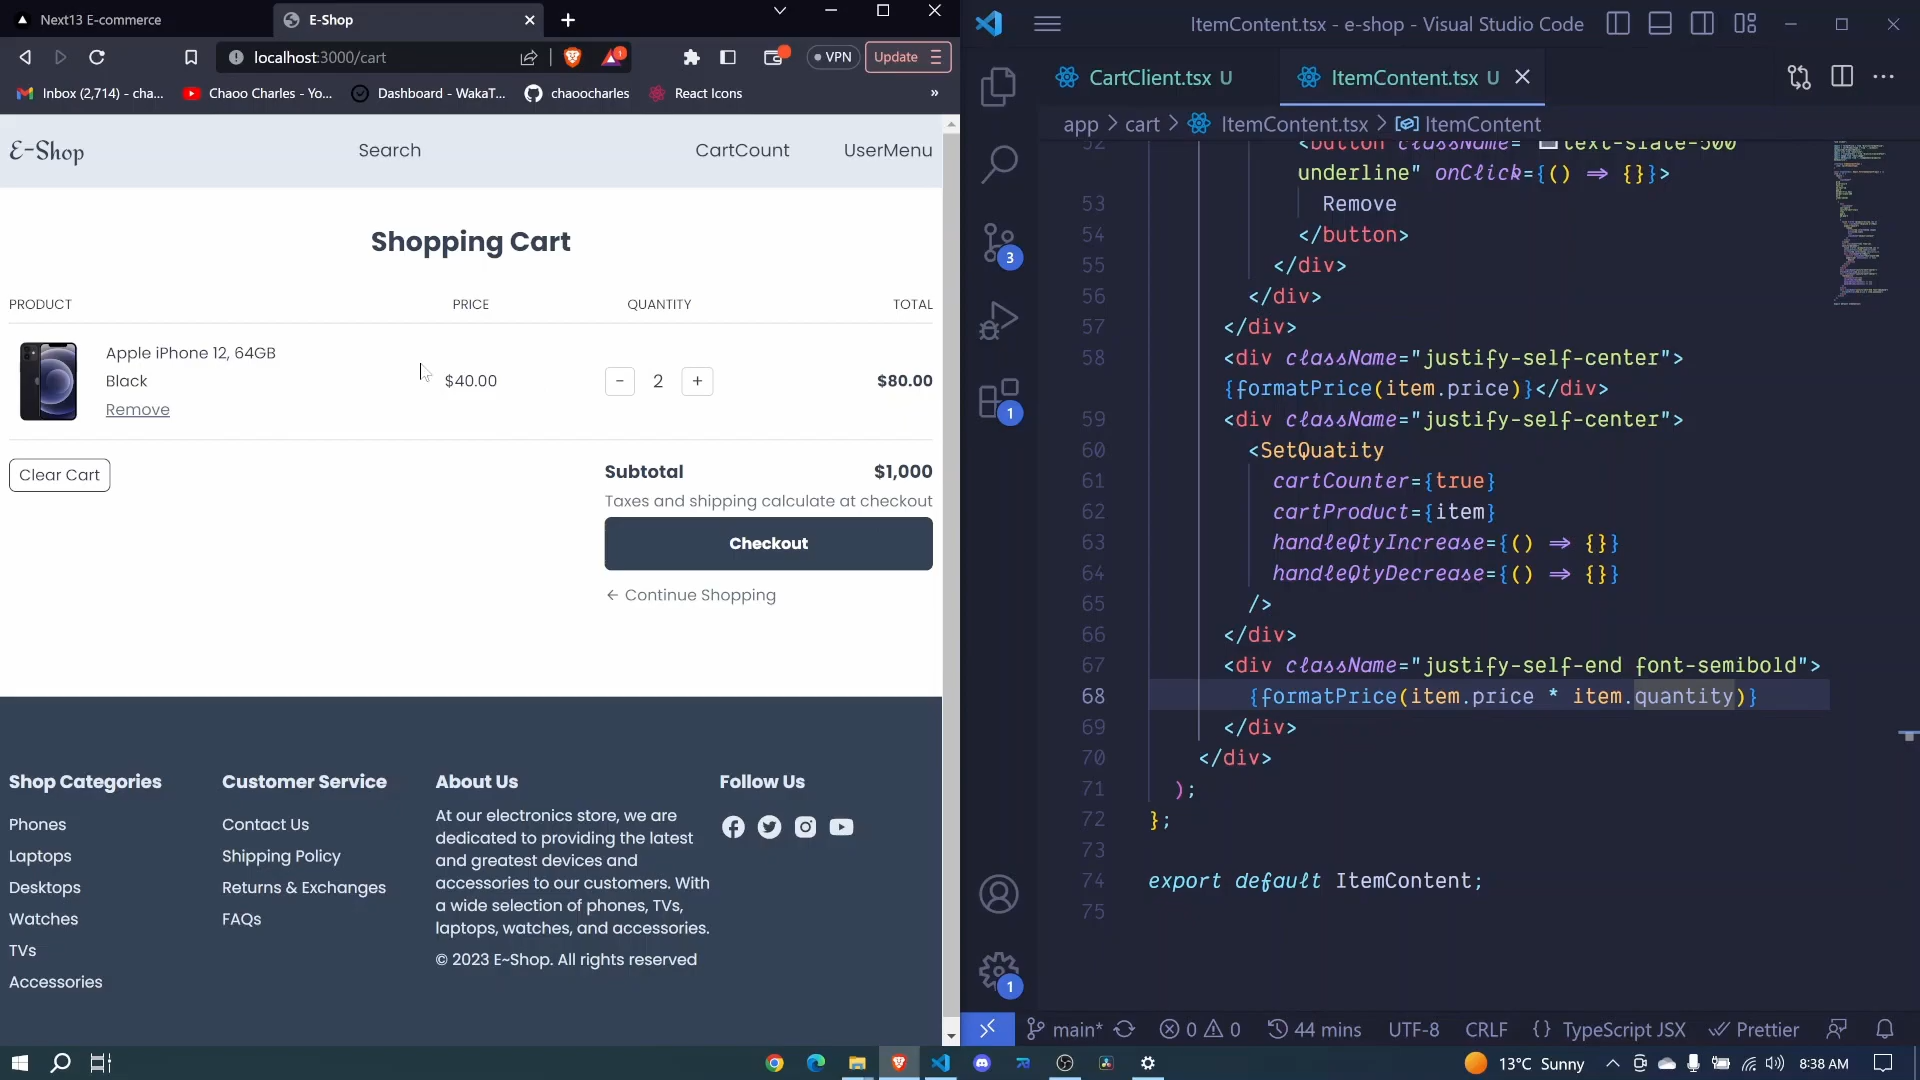 Next13 E-commerce
E-Shop
localhost:3000/cart
VPN
Update
Inbox (2,714) - cha...
Chaoo Charles - Yo...
Dashboard - WakaT...
chaoocharles
React Icons
»
E-Shop
Search
CartCount
UserMenu
Shopping Cart
PRODUCT
PRICE
QUANTITY
TOTAL
Apple iPhone 12, 64GB
Black
Remove
$40.00
-
2
+
$80.00
Clear Cart
Subtotal
$1,000
Taxes and shipping calculate at checkout
Checkout
← Continue Shopping
Shop Categories
Phones
Laptops
Desktops
Watches
TVs
Accessories
Customer Service
Contact Us
Shipping Policy
Returns & Exchanges
FAQs
About Us
At our electronics store, we are
dedicated to providing the latest
and greatest devices and
accessories to our customers. With
a wide selection of phones, TVs,
laptops, watches, and accessories.
© 2023 E~Shop. All rights reserved
Follow Us
ItemContent.tsx - e-shop - Visual Studio Code
CartClient.tsx U
ItemContent.tsx U
app > cart > ItemContent.tsx > ItemContent
52 <button className="text-slate-500
underline" onClick={() => {}}>
53 Remove
54 </button>
55 </div>
56 </div>
57 </div>
58 <div className="justify-self-center">
{formatPrice(item.price)}</div>
59 <div className="justify-self-center">
60 <SetQuatity
61 cartCounter={true}
62 cartProduct={item}
63 handleQtyIncrease={() => {}}
64 handleQtyDecrease={() => {}}
65 />
66 </div>
67 <div className="justify-self-end font-semibold">
68 {formatPrice(item.price * item.quantity)}
69 </div>
70 </div>
71 );
72 };
73
74 export default ItemContent;
75
3
1
1
main*
0
0
44 mins
UTF-8
CRLF
{} TypeScript JSX
Prettier
13°C Sunny
8:38 AM